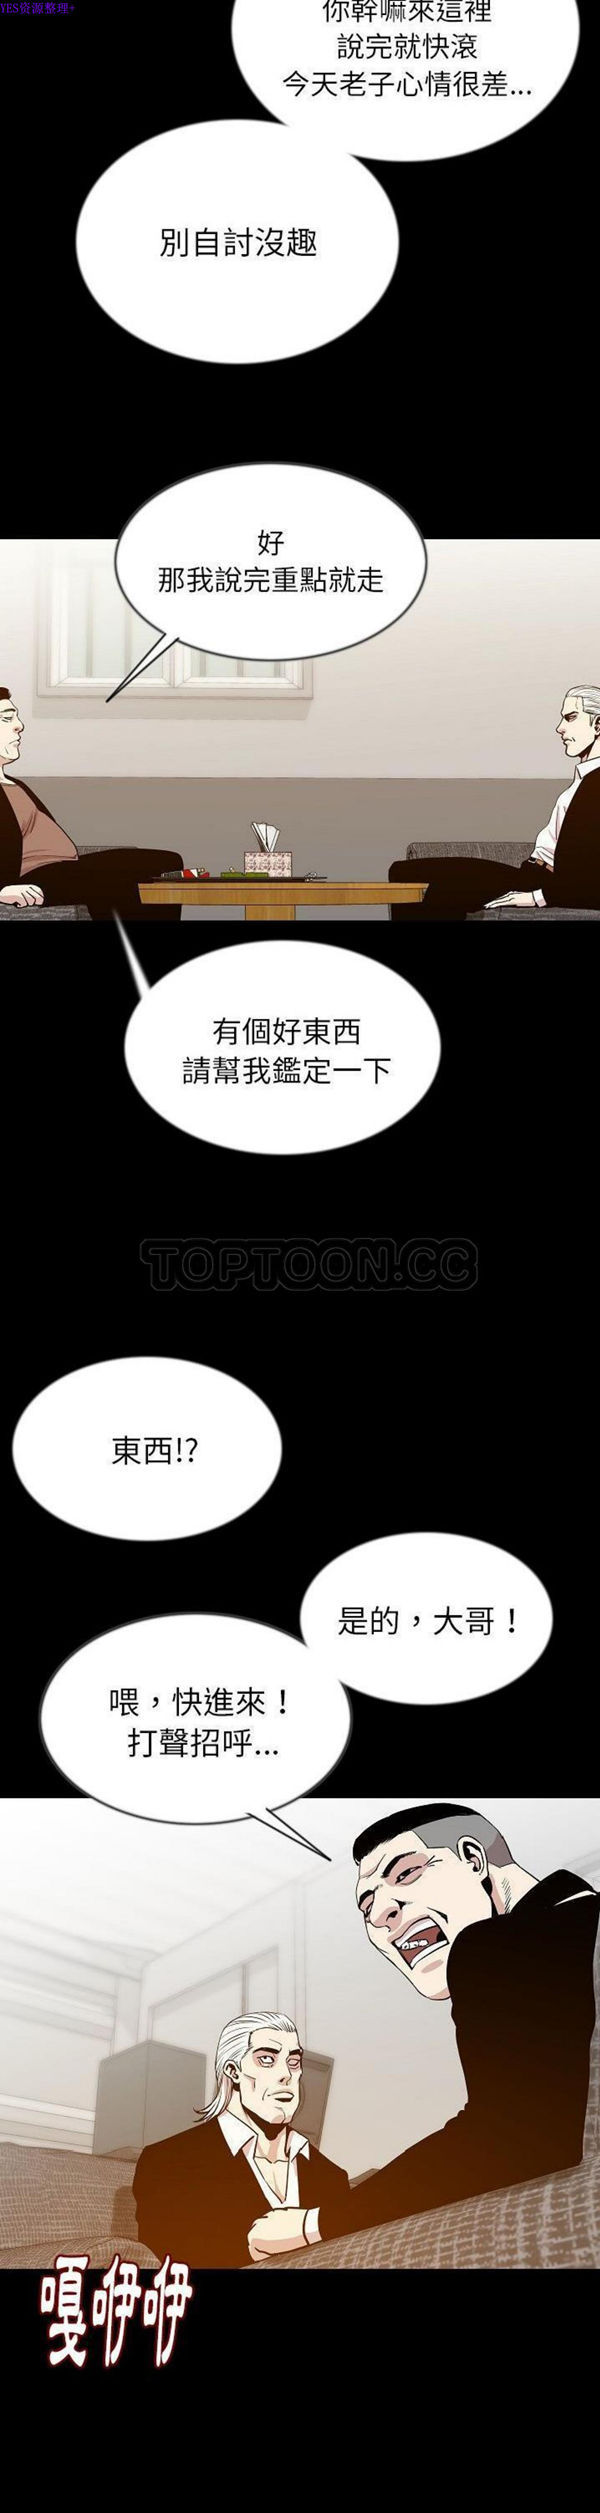 YES资源整理+
你幹嘛來這裡
說完就快滾
今天老子心情很差...
別自討沒趣
好
那我說完重點就走
有個好東西
請幫我鑑定一下
TOPTOON.CC
東西!?
是的，大哥！
喂，快進來！
打聲招呼...
嘎咿咿